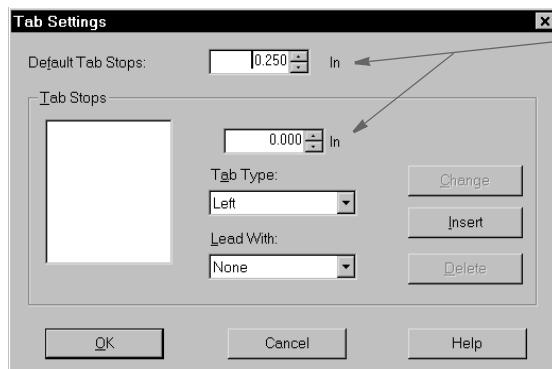 Tab Settings
Default Tab Stops: 0.250 In
Tab Stops
0.000 In
Tab Type:
Change
Left
Insert
Lead With:
None
Delete
OK Cancel Help